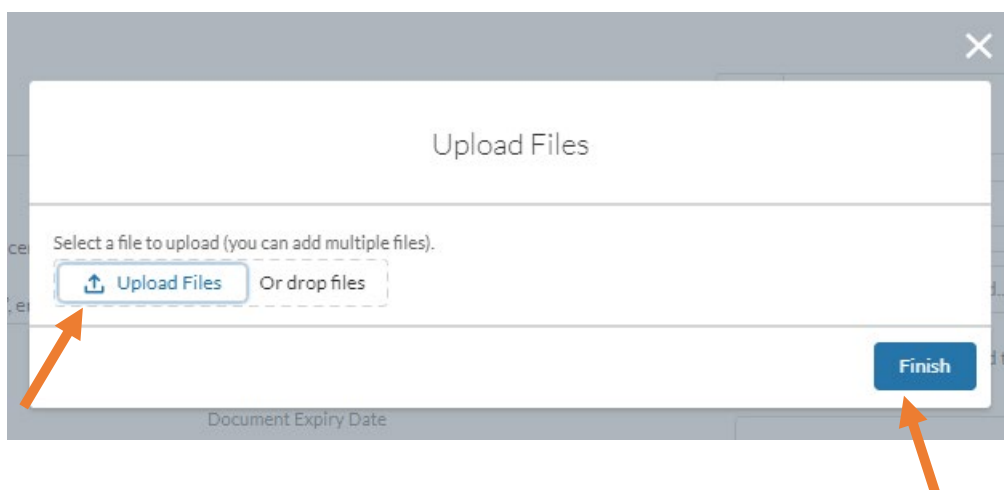 Upload Files
Select a file to upload (you can add multiple files).
Upload Files Or drop files
Finish
Document Expiry Date